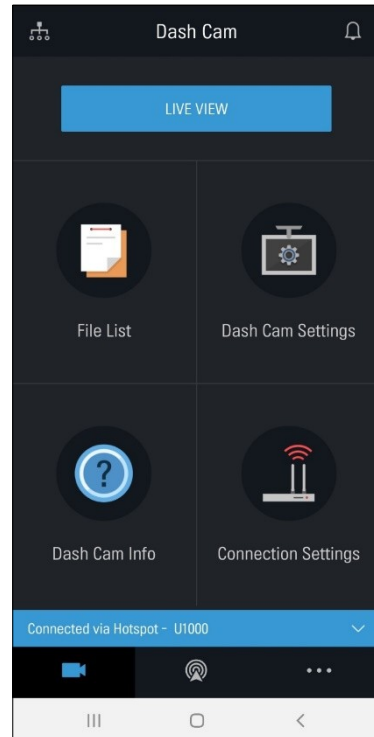 Dash Cam
LIVE VIEW
File List
Dash Cam Settings
?
Dash Cam Info
Connection Settings
Connected via Hotspot - U1000